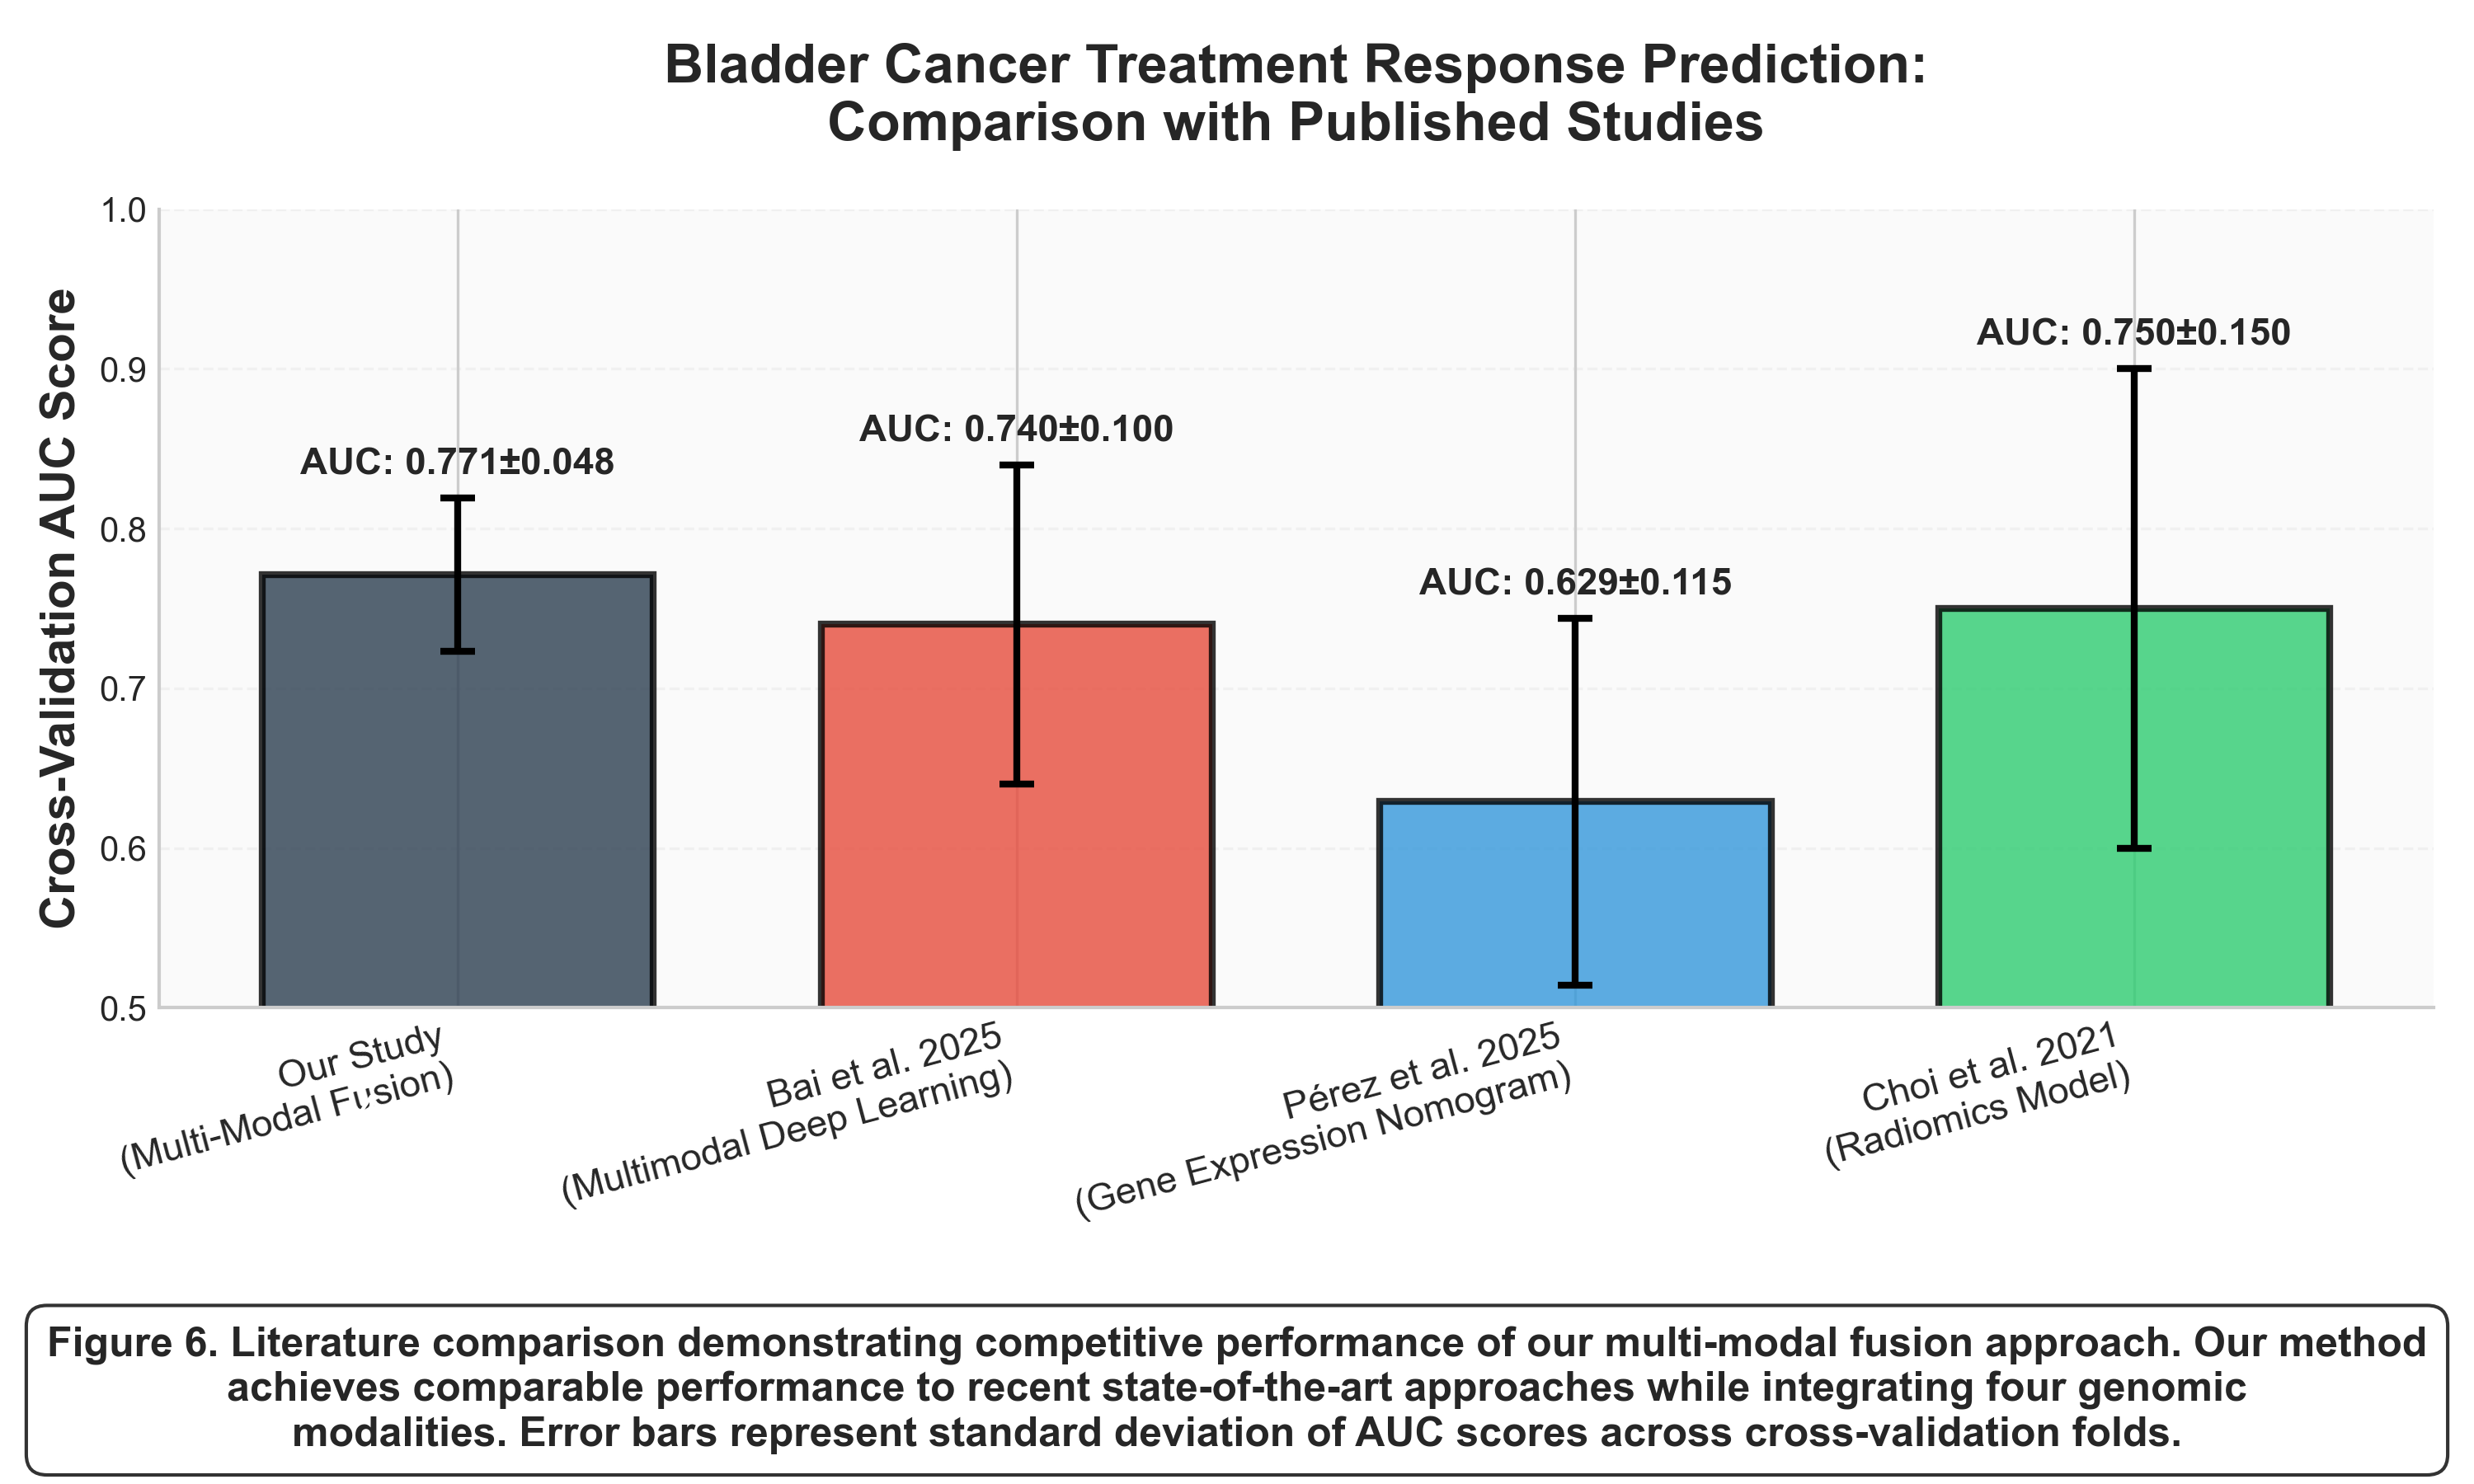 Bladder Cancer Treatment Response Prediction:
Comparison with Published Studies
Cross-Validation AUC Score
1.0
0.9
0.8
0.7
0.6
0.5
AUC: 0.771±0.048
AUC: 0.740±0.100
AUC: 0.629±0.115
AUC: 0.750±0.150
Our Study
(Multi-Modal Fusion)
Bai et al. 2025
(Multimodal Deep Learning)
Pérez et al. 2025
(Gene Expression Nomogram)
Choi et al. 2021
(Radiomics Model)
Figure 6. Literature comparison demonstrating competitive performance of our multi-modal fusion approach. Our method
achieves comparable performance to recent state-of-the-art approaches while integrating four genomic
modalities. Error bars represent standard deviation of AUC scores across cross-validation folds.